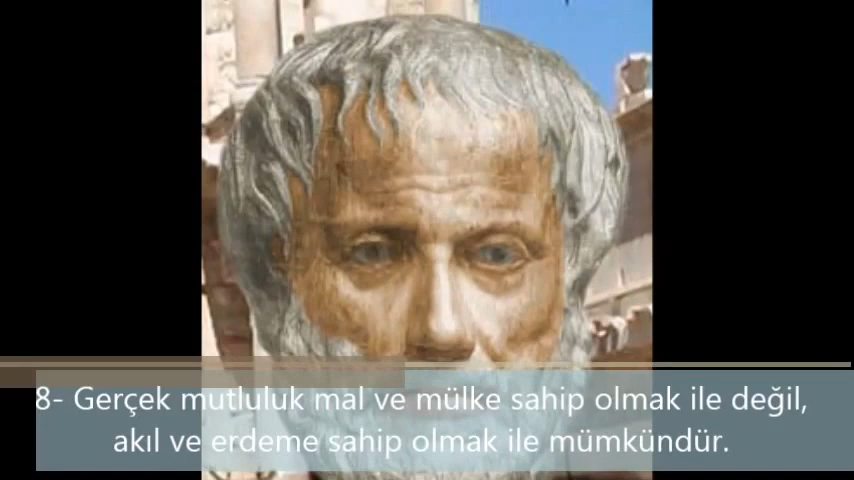 8- Gerçek mutluluk mal ve mülke sahip olmak ile değil,
akıl ve erdeme sahip olmak ile mümkündür.